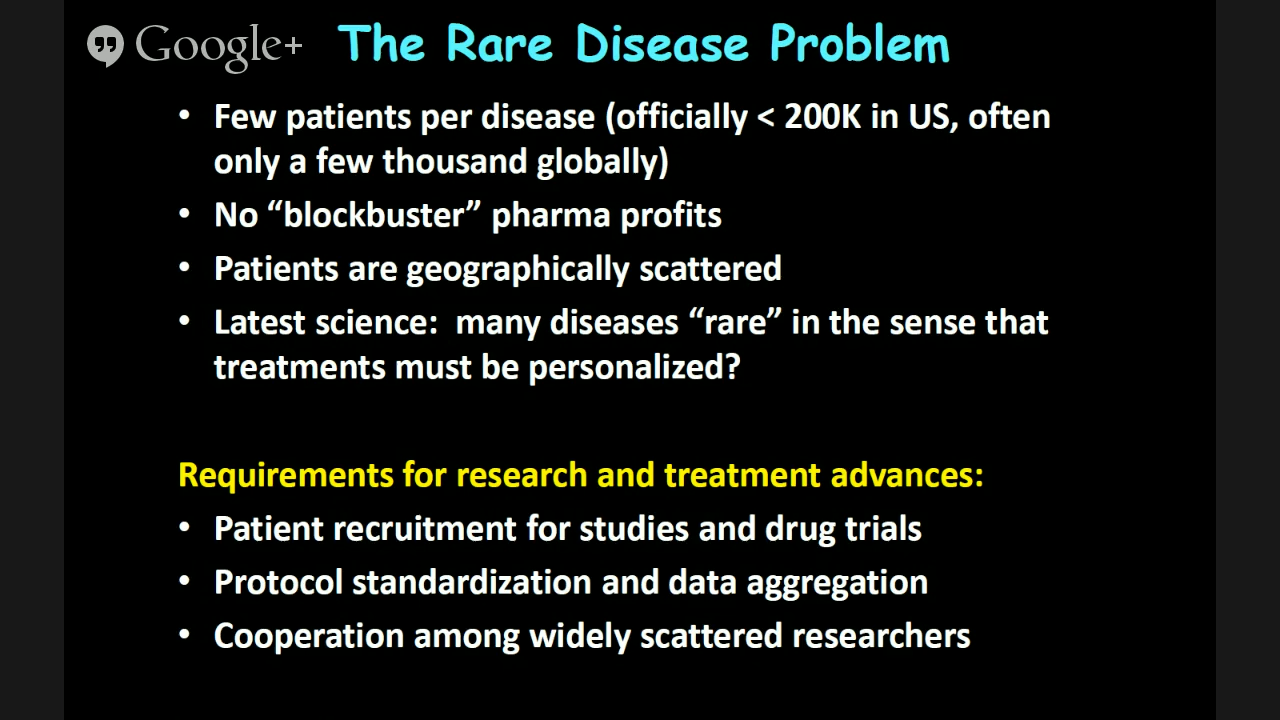 Google+ The Rare Disease Problem
• Few patients per disease (officially < 200K in US, often
only a few thousand globally)
• No “blockbuster” pharma profits
• Patients are geographically scattered
• Latest science:  many diseases “rare” in the sense that
treatments must be personalized?
Requirements for research and treatment advances:
• Patient recruitment for studies and drug trials
• Protocol standardization and data aggregation
• Cooperation among widely scattered researchers